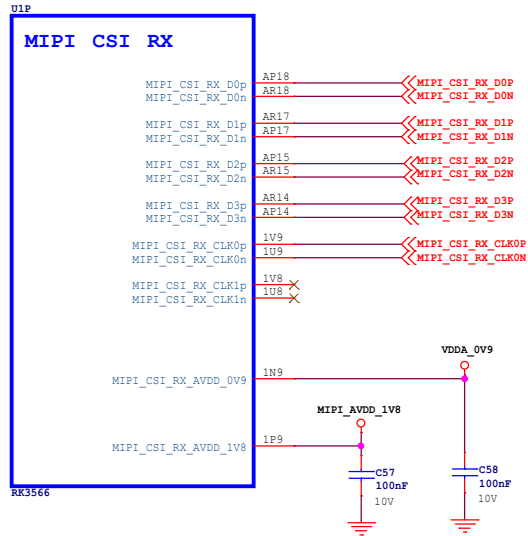 U1P
MIPI CSI RX
MIPI_CSI_RX_D0p AP18 MIPI_CSI_RX_D0P
MIPI_CSI_RX_D0n AR18 MIPI_CSI_RX_D0N
MIPI_CSI_RX_D1p AR17 MIPI_CSI_RX_D1P
MIPI_CSI_RX_D1n AP17 MIPI_CSI_RX_D1N
MIPI_CSI_RX_D2p AP15 MIPI_CSI_RX_D2P
MIPI_CSI_RX_D2n AR15 MIPI_CSI_RX_D2N
MIPI_CSI_RX_D3p AR14 MIPI_CSI_RX_D3P
MIPI_CSI_RX_D3n AP14 MIPI_CSI_RX_D3N
MIPI_CSI_RX_CLK0p 1V9 MIPI_CSI_RX_CLK0P
MIPI_CSI_RX_CLK0n 1U9 MIPI_CSI_RX_CLK0N
MIPI_CSI_RX_CLK1p 1V8
MIPI_CSI_RX_CLK1n 1U8
VDDA_0V9
MIPI_CSI_RX_AVDD_0V9 1N9
MIPI_AVDD_1V8
MIPI_CSI_RX_AVDD_1V8 1P9
C57
100nF
10V
C58
100nF
10V
RK3566